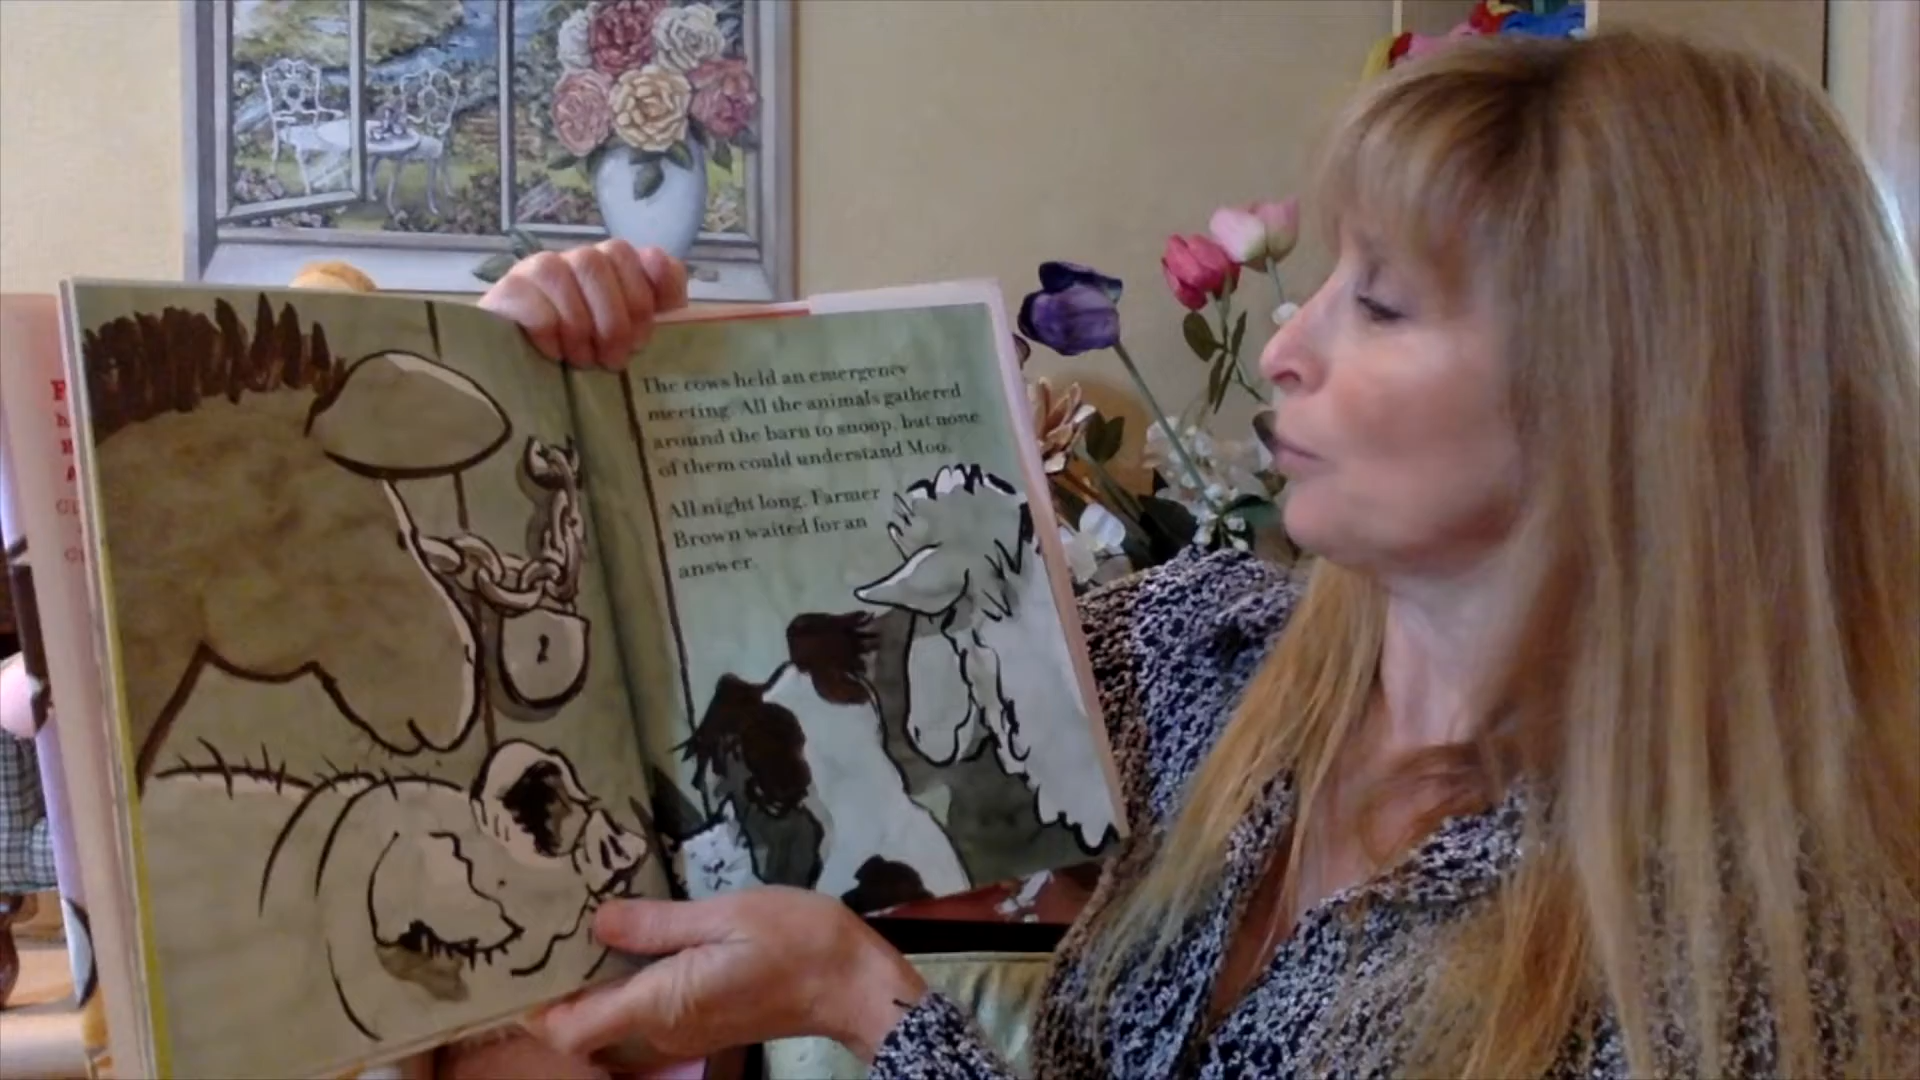 The cows held an emergency
meeting. All the animals gathered
around the barn to snoop, but none
of them could understand Moo.
All night long, Farmer
Brown waited for an
answer.